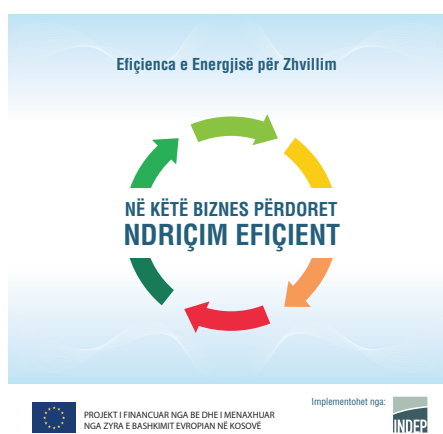 Efiçienca e Energjisë për Zhvillim
NË KËTË BIZNES PËRDORET
NDRIÇIM EFIÇIENT
Implementohet nga:
PROJEKT I FINANCUAR NGA BE DHE I MENAXHUAR
NGA ZYRA E BASHKIMIT EVROPIAN NË KOSOVË
INDEP